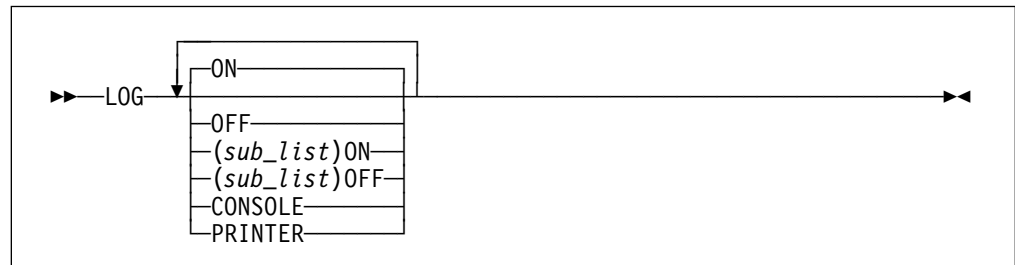 ON
LOG
OFF
(sub_list)ON
(sub_list)OFF
CONSOLE
PRINTER